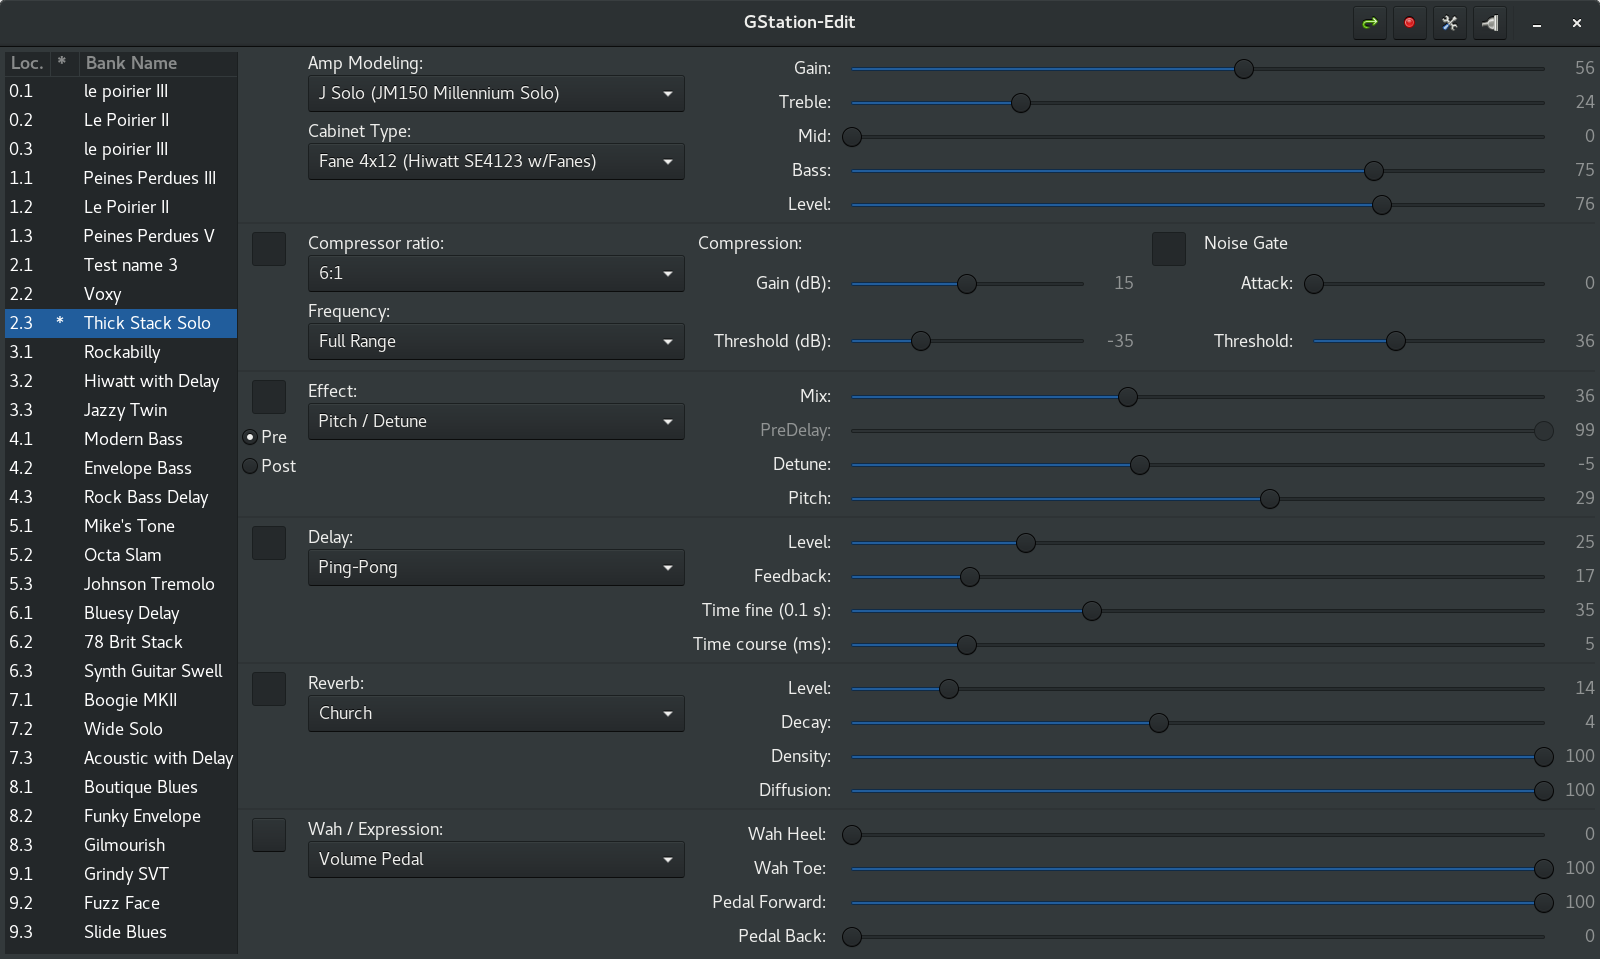 GStation-Edit
Loc. * Bank Name
0.1 le poirier III
0.2 Le Poirier II
0.3 le poirier III
1.1 Peines Perdues III
1.2 Le Poirier II
1.3 Peines Perdues V
2.1 Test name 3
2.2 Voxy
2.3 * Thick Stack Solo
3.1 Rockabilly
3.2 Hiwatt with Delay
3.3 Jazzy Twin
4.1 Modern Bass
4.2 Envelope Bass
4.3 Rock Bass Delay
5.1 Mike's Tone
5.2 Octa Slam
5.3 Johnson Tremolo
6.1 Bluesy Delay
6.2 78 Brit Stack
6.3 Synth Guitar Swell
7.1 Boogie MKII
7.2 Wide Solo
7.3 Acoustic with Delay
8.1 Boutique Blues
8.2 Funky Envelope
8.3 Gilmourish
9.1 Grindy SVT
9.2 Fuzz Face
9.3 Slide Blues
Amp Modeling:
J Solo (JM150 Millennium Solo)
Cabinet Type:
Fane 4x12 (Hiwatt SE4123 w/Fanes)
Gain: 56
Treble: 24
Mid: 0
Bass: 75
Level: 76
Compressor ratio:
6:1
Frequency:
Full Range
Compression:
Gain (dB): 15
Threshold (dB): -35
Noise Gate
Attack: 0
Threshold: 36
Effect:
Pitch / Detune
Pre
Post
Mix: 36
PreDelay: 99
Detune: -5
Pitch: 29
Delay:
Ping-Pong
Level: 25
Feedback: 17
Time fine (0.1 s): 35
Time course (ms): 5
Reverb:
Church
Level: 14
Decay: 4
Density: 100
Diffusion: 100
Wah / Expression:
Volume Pedal
Wah Heel: 0
Wah Toe: 100
Pedal Forward: 100
Pedal Back: 0